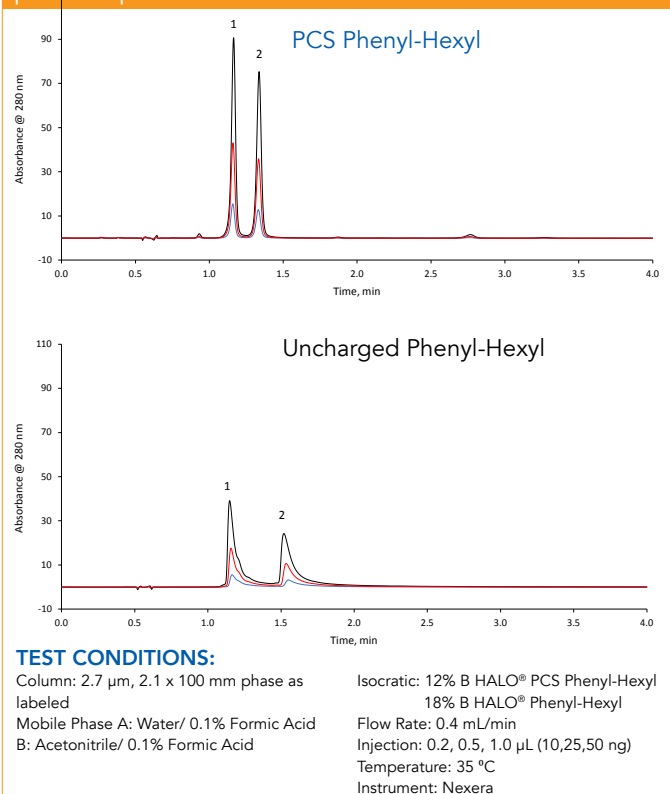 PCS Phenyl-Hexyl
1
2
Absorbance @ 280 nm
90
70
50
30
10
-10
0.0 0.5 1.0 1.5 2.0 2.5 3.0 3.5 4.0
Time, min
Uncharged Phenyl-Hexyl
1
2
Absorbance @ 280 nm
110
90
70
50
30
10
-10
0.0 0.5 1.0 1.5 2.0 2.5 3.0 3.5 4.0
Time, min
TEST CONDITIONS:
Column: 2.7 μm, 2.1 x 100 mm phase as
labeled
Mobile Phase A: Water/ 0.1% Formic Acid
B: Acetonitrile/ 0.1% Formic Acid
Isocratic: 12% B HALO® PCS Phenyl-Hexyl
18% B HALO® Phenyl-Hexyl
Flow Rate: 0.4 mL/min
Injection: 0.2, 0.5, 1.0 μL (10,25,50 ng)
Temperature: 35 ºC
Instrument: Nexera